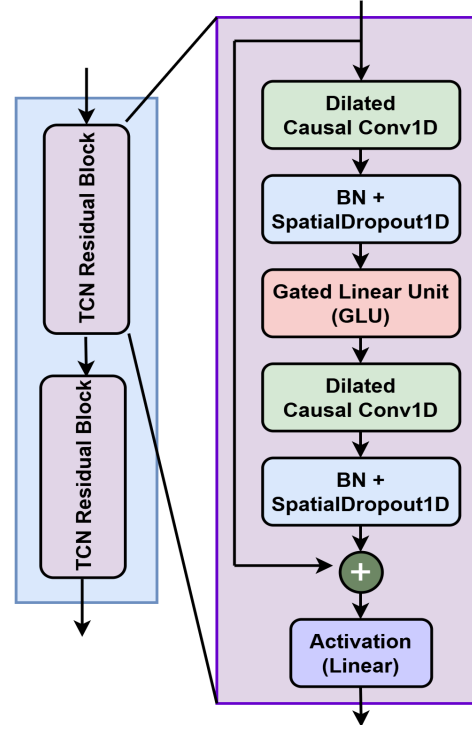 TCN Residual Block
TCN Residual Block
Dilated
Causal Conv1D
BN +
SpatialDropout1D
Gated Linear Unit
(GLU)
Dilated
Causal Conv1D
BN +
SpatialDropout1D
+
Activation
(Linear)